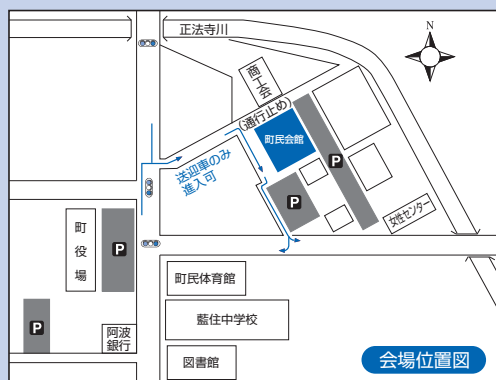 正法寺川
N
商工会
(通行止め)
町民会館
P
送迎車のみ
進入可
P
女性センター
町役場
P
町民体育館
藍住中学校
P
阿波
銀行
図書館
会場位置図